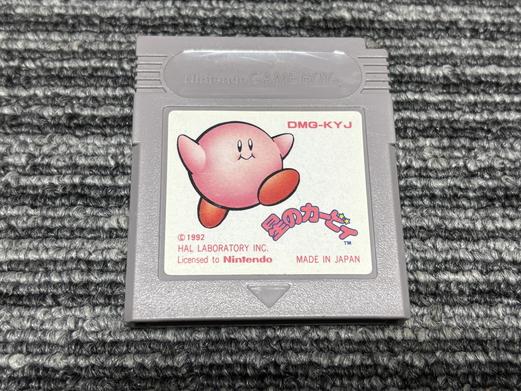 Nintendo GAME BOY
DMG-KYJ
星のカービィ
TM
© 1992
HAL LABORATORY INC.
Licensed to Nintendo
MADE IN JAPAN